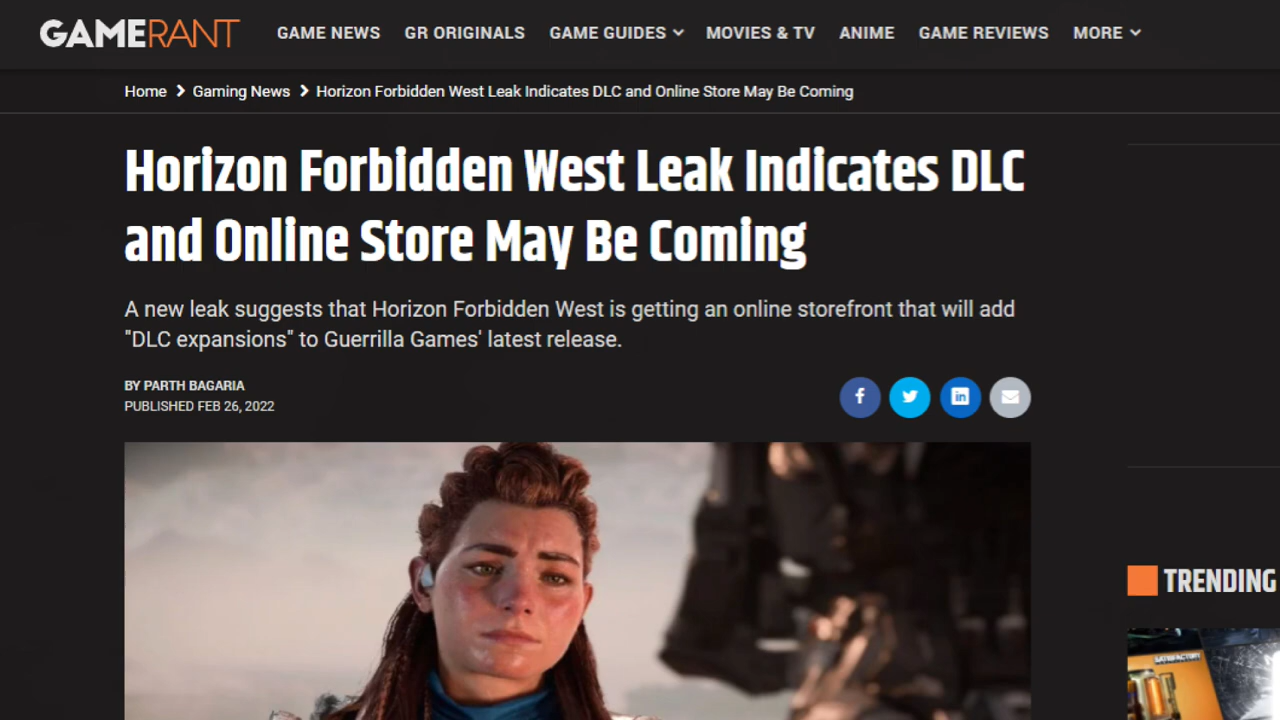 GAMERANT
GAME NEWS GR ORIGINALS GAME GUIDES MOVIES & TV ANIME GAME REVIEWS MORE
Home Gaming News Horizon Forbidden West Leak Indicates DLC and Online Store May Be Coming
Horizon Forbidden West Leak Indicates DLC
and Online Store May Be Coming
A new leak suggests that Horizon Forbidden West is getting an online storefront that will add
"DLC expansions" to Guerrilla Games' latest release.
BY PARTH BAGARIA
PUBLISHED FEB 26, 2022
TRENDING
SATISFACTORY